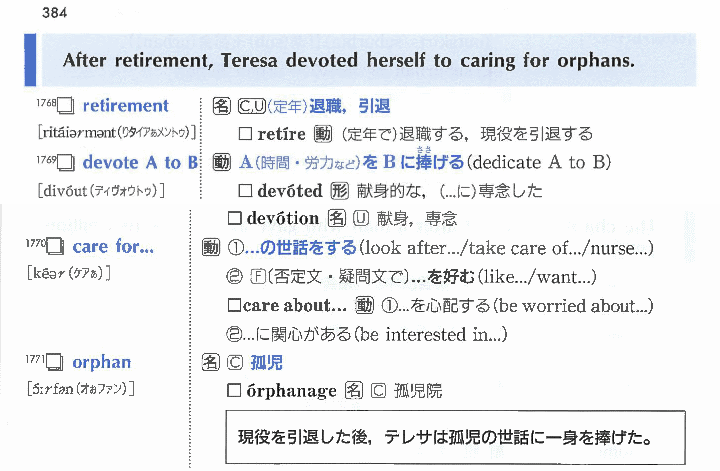 384
After retirement, Teresa devoted herself to caring for orphans.
1768□ retirement 名 C,U (定年)退職，引退
[ritáiərmənt(リタイアぁメントゥ)] □ retíre 動 (定年で)退職する，現役を引退する
1769□ devote A to B 動 A(時間・労力など)を B に捧げる(ささげる)(dedicate A to B)
[divóut(ディヴォウトゥ)] □ devóted 形 献身的な，(…に)専念した
□ devótion 名 U 献身，専念
1770□ care for... 動 ①...の世話をする(look after.../take care of.../nurse...)
[kéər(ケアぁ)] ② F(否定文・疑問文で)...を好む(like.../want...)
□care about... 動 ①...を心配する(be worried about...)
②...に関心がある(be interested in...)
1771□ orphan 名 C 孤児
[ɔ́:rfən(オぁファン)] □ órphanage 名 C 孤児院
現役を引退した後，テレサは孤児の世話に一身を捧げた。